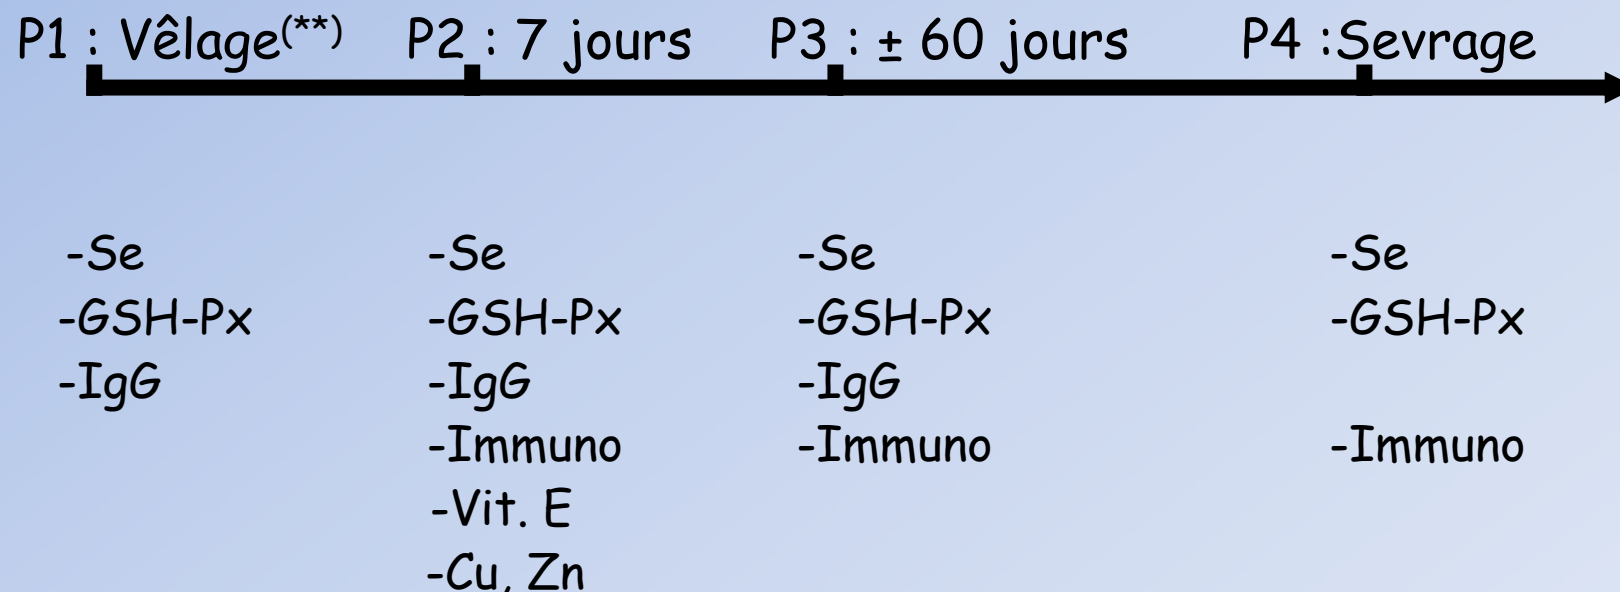 P1 : Vêlage(**) P2 : 7 jours P3 : ± 60 jours P4 :Sevrage
-Se -Se -Se -Se
-GSH-Px -GSH-Px -GSH-Px -GSH-Px
-IgG -IgG -IgG
-Immuno -Immuno -Immuno
-Vit. E
-Cu, Zn